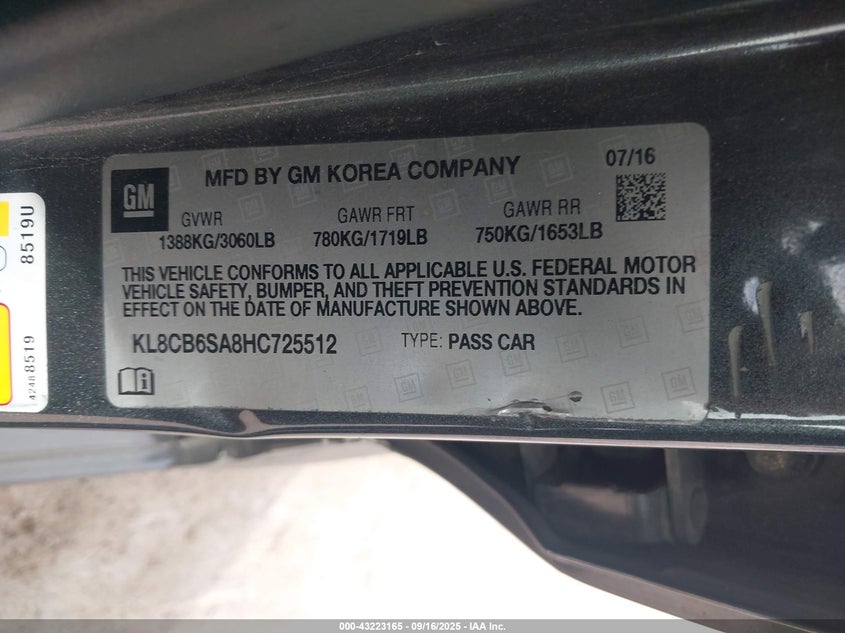 GM
MFD BY GM KOREA COMPANY
07/16
GVWR
GAWR FRT
GAWR RR
1388KG/3060LB
780KG/1719LB
750KG/1653LB
THIS VEHICLE CONFORMS TO ALL APPLICABLE U.S. FEDERAL MOTOR
VEHICLE SAFETY, BUMPER, AND THEFT PREVENTION STANDARDS IN
EFFECT ON THE DATE OF MANUFACTURE SHOWN ABOVE.
KL8CB6SA8HC725512
TYPE: PASS CAR
8519U
42488519
000-43223165 - 09/16/2025 - IAA Inc.